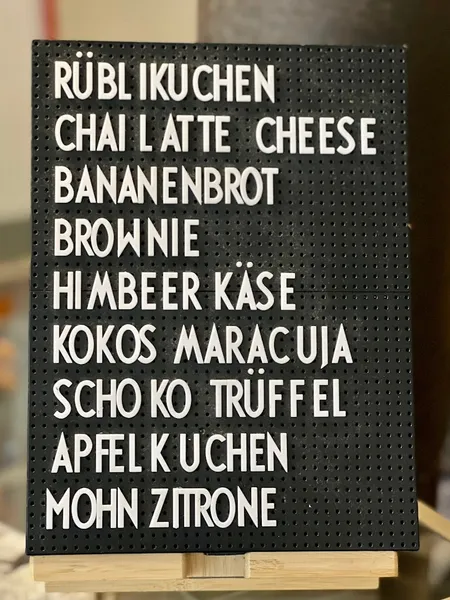 RÜBLIKUCHEN
CHAI LATTE CHEESE
BANANENBROT
BROWNIE
HIMBEER KÄSE
KOKOS MARACUJA
SCHOKO TRÜFFEL
APFELKUCHEN
MOHN ZITRONE